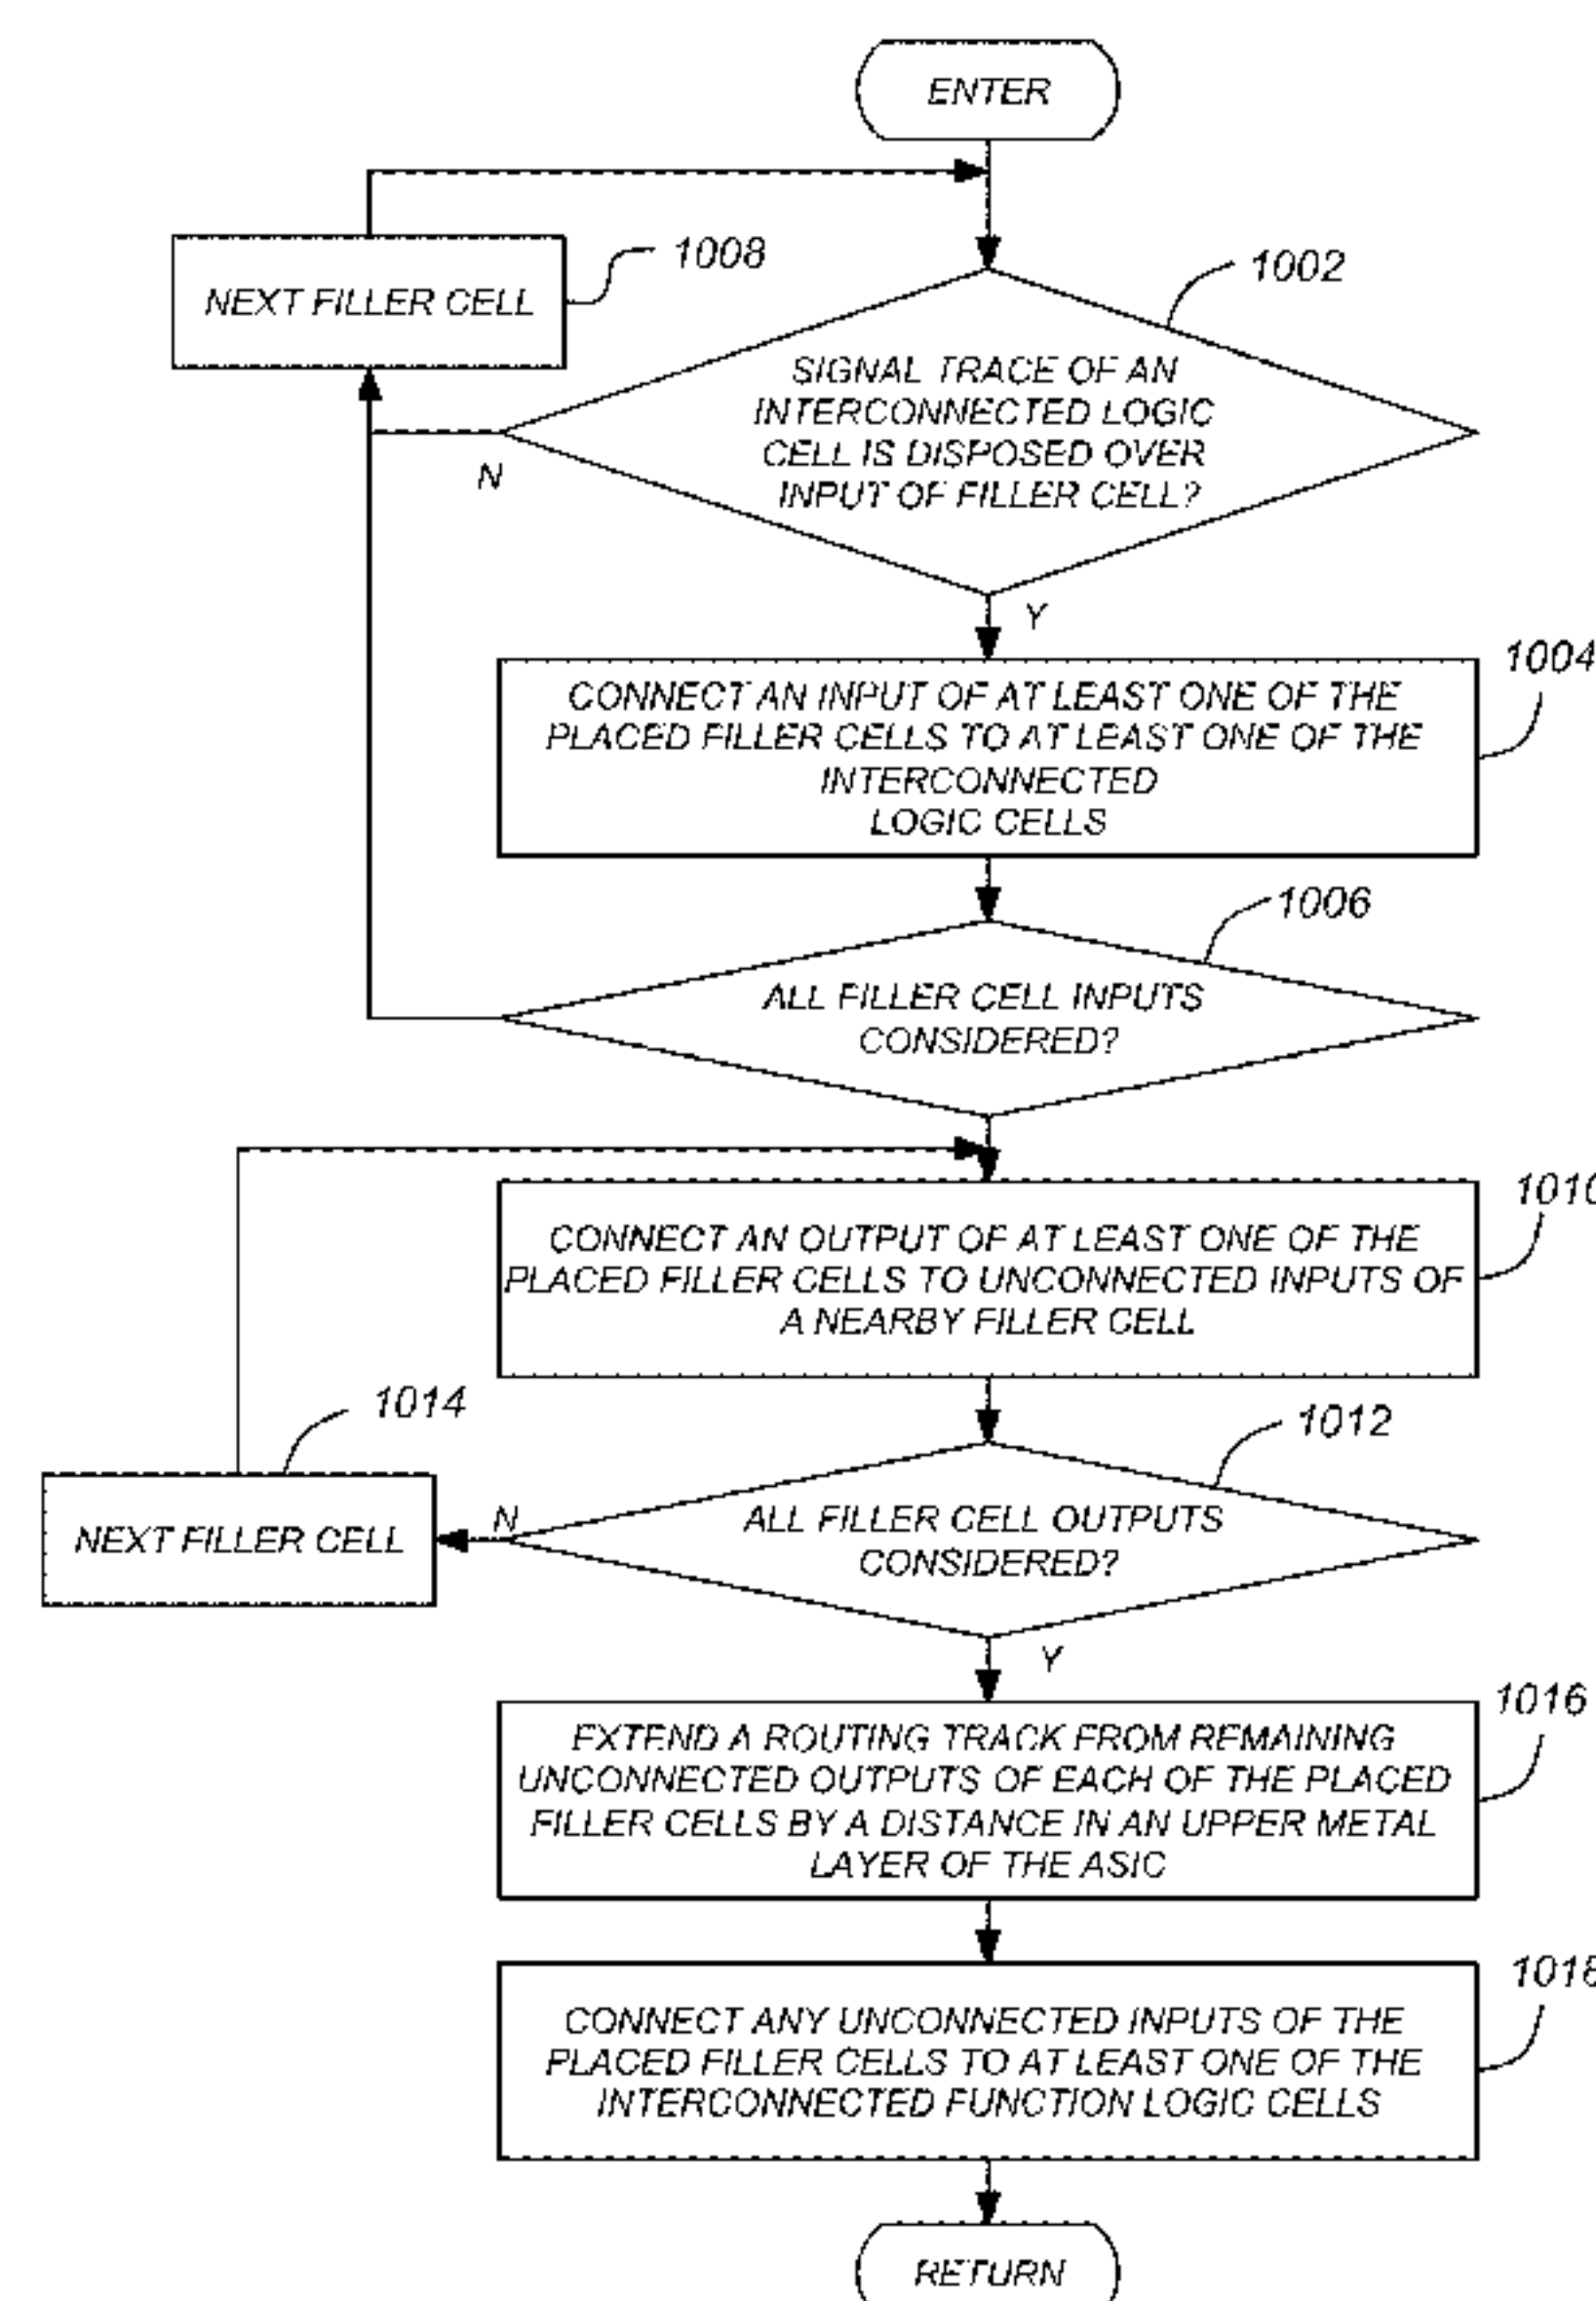 ENTER
1008
NEXT FILLER CELL
1002
SIGNAL TRACE OF AN
INTERCONNECTED LOGIC
CELL IS DISPOSED OVER
INPUT OF FILLER CELL?
N
Y
1004
CONNECT AN INPUT OF AT LEAST ONE OF THE
PLACED FILLER CELLS TO AT LEAST ONE OF THE
INTERCONNECTED
LOGIC CELLS
1006
ALL FILLER CELL INPUTS
CONSIDERED?
1010
CONNECT AN OUTPUT OF AT LEAST ONE OF THE
PLACED FILLER CELLS TO UNCONNECTED INPUTS OF
A NEARBY FILLER CELL
1014
1012
NEXT FILLER CELL
N
ALL FILLER CELL OUTPUTS
CONSIDERED?
Y
1016
EXTEND A ROUTING TRACK FROM REMAINING
UNCONNECTED OUTPUTS OF EACH OF THE PLACED
FILLER CELLS BY A DISTANCE IN AN UPPER METAL
LAYER OF THE ASIC
1018
CONNECT ANY UNCONNECTED INPUTS OF THE
PLACED FILLER CELLS TO AT LEAST ONE OF THE
INTERCONNECTED FUNCTION LOGIC CELLS
RETURN